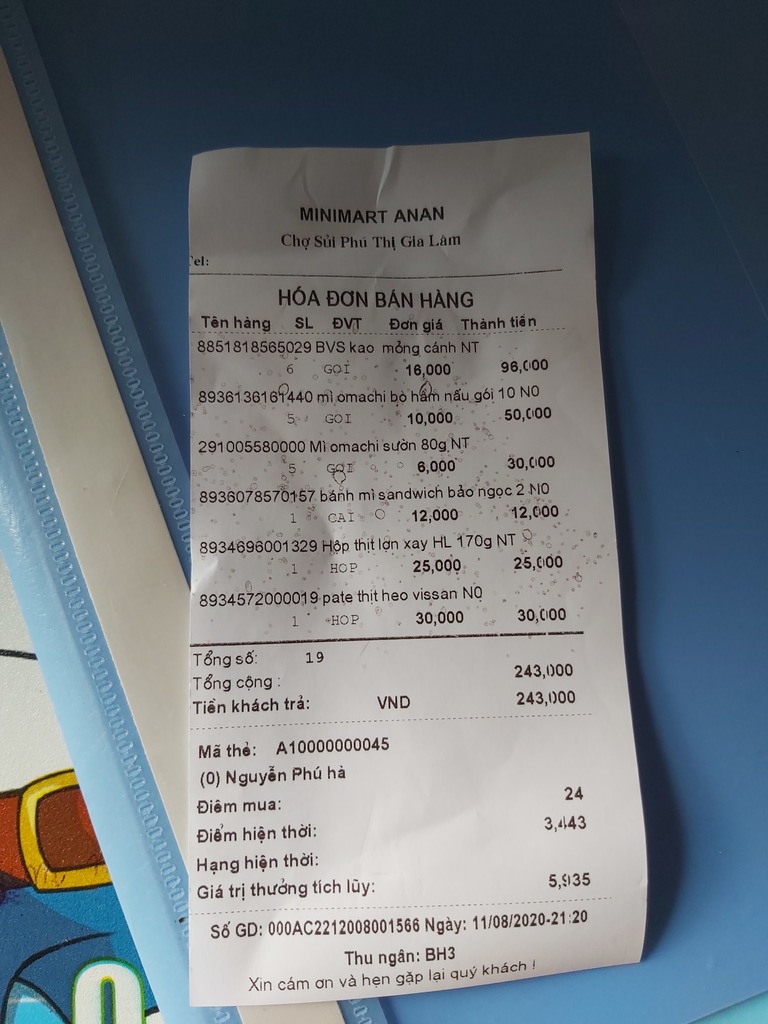 MINIMART ANAN
Chợ Sủi Phú Thị Gia Lâm
Tel:
HÓA ĐƠN BÁN HÀNG
Tên hàng SL ĐVT Đơn giá Thành tiền
8851818565029 BVS kao mỏng cánh NT
6 GOI 16,000 96,000
8936136161440 mì omachi bò hầm nấu gói 10 N0
5 GOI 10,000 50,000
291005580000 Mì omachi sườn 80g NT
5 GOI 6,000 30,000
8936078570157 bánh mì sandwich bảo ngọc 2 N0
1 CAI 12,000 12,000
8934696001329 Hộp thịt lợn xay HL 170g NT
1 HOP 25,000 25,000
8934572000019 pate thịt heo vissan N0
1 HOP 30,000 30,000
Tổng số: 19
Tổng cộng : 243,000
Tiền khách trả: VND 243,000
Mã thẻ: A10000000045
(0) Nguyễn Phú hà
Điểm mua: 24
Điểm hiện thời: 3,443
Hạng hiện thời:
Giá trị thưởng tích lũy: 5,935
Số GD: 000AC2212008001566 Ngày: 11/08/2020-21:20
Thu ngân: BH3
Xin cám ơn và hẹn gặp lại quý khách !